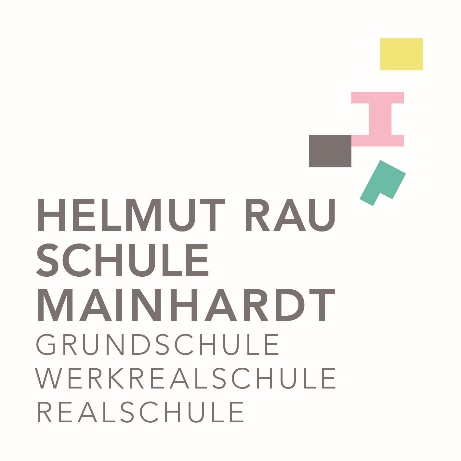 HELMUT RAU
SCHULE
MAINHARDT
GRUNDSCHULE
WERKREALSCHULE
REALSCHULE